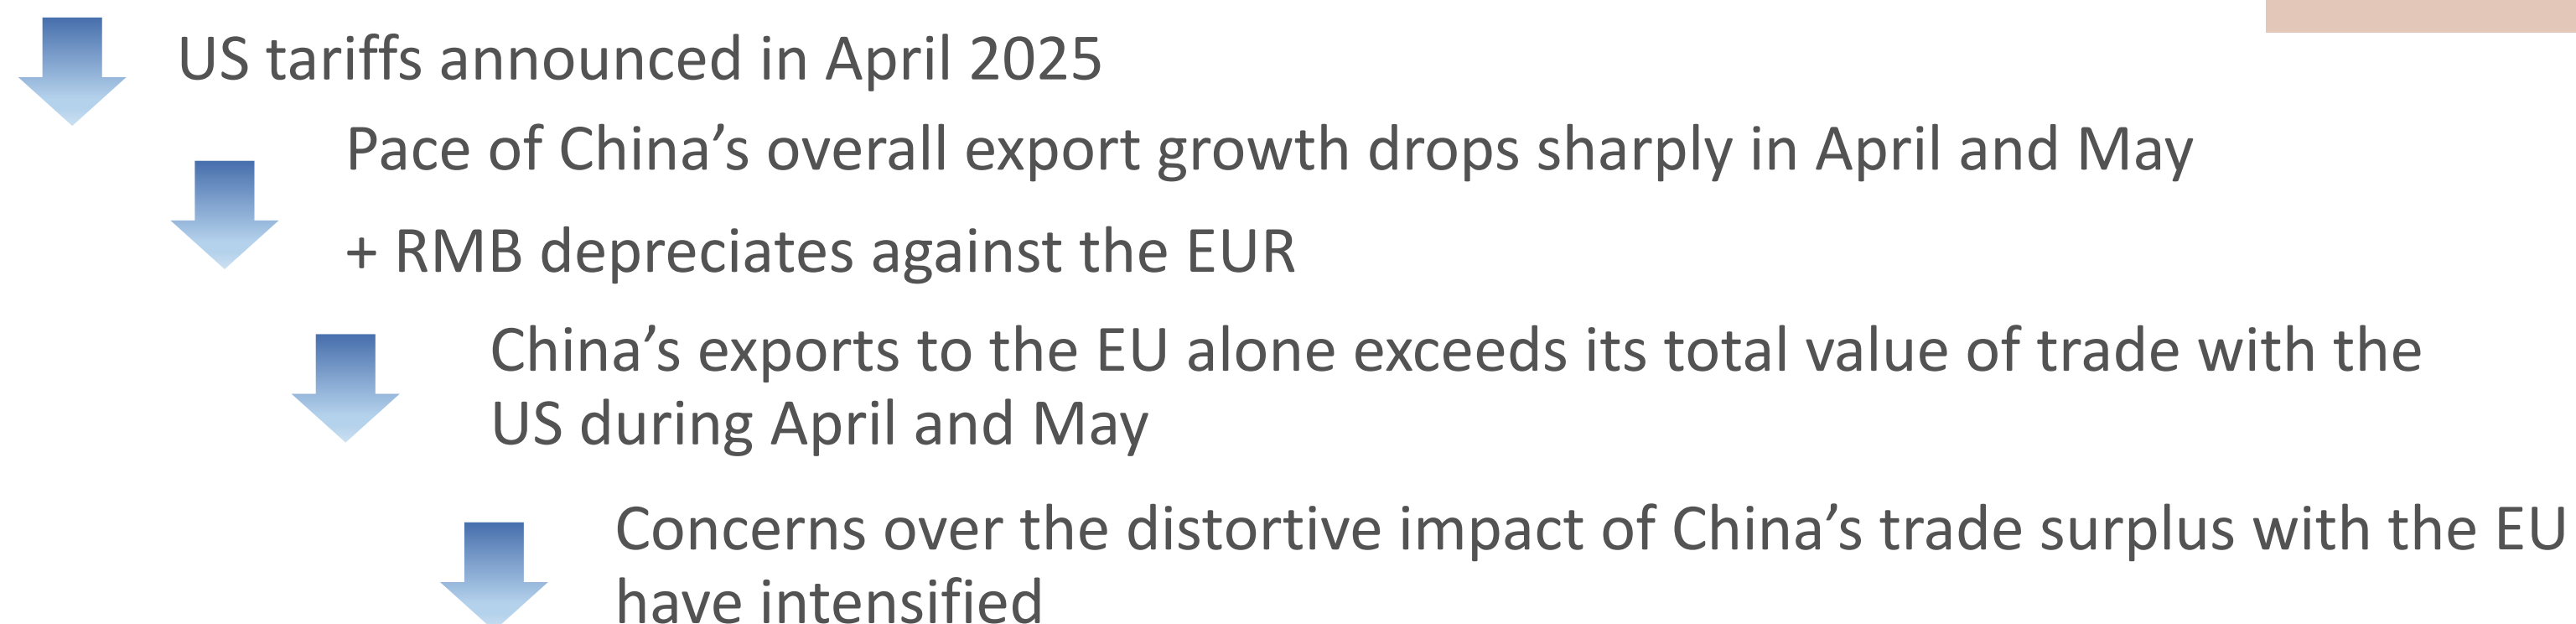 US tariffs announced in April 2025
Pace of China’s overall export growth drops sharply in April and May
+ RMB depreciates against the EUR
China’s exports to the EU alone exceeds its total value of trade with the
US during April and May
Concerns over the distortive impact of China’s trade surplus with the EU
have intensified